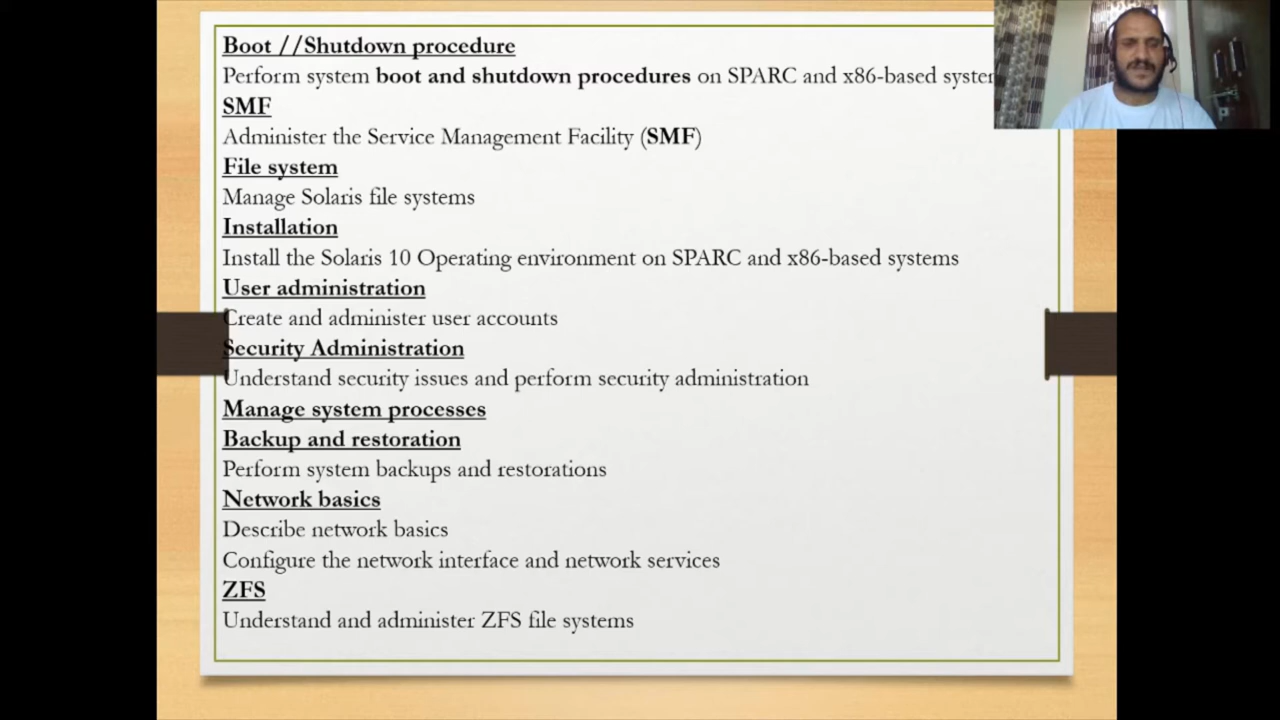 Boot //Shutdown procedure
Perform system boot and shutdown procedures on SPARC and x86-based
SMF
Administer the Service Management Facility (SMF)
File system
Manage Solaris file systems
Installation
Install the Solaris 10 Operating environment on SPARC and x86-based systems
User administration
Create and administer user accounts
Security Administration
Understand security issues and perform security administration
Manage system processes
Backup and restoration
Perform system backups and restorations
Network basics
Describe network basics
Configure the network interface and network services
ZFS
Understand and administer ZFS file systems